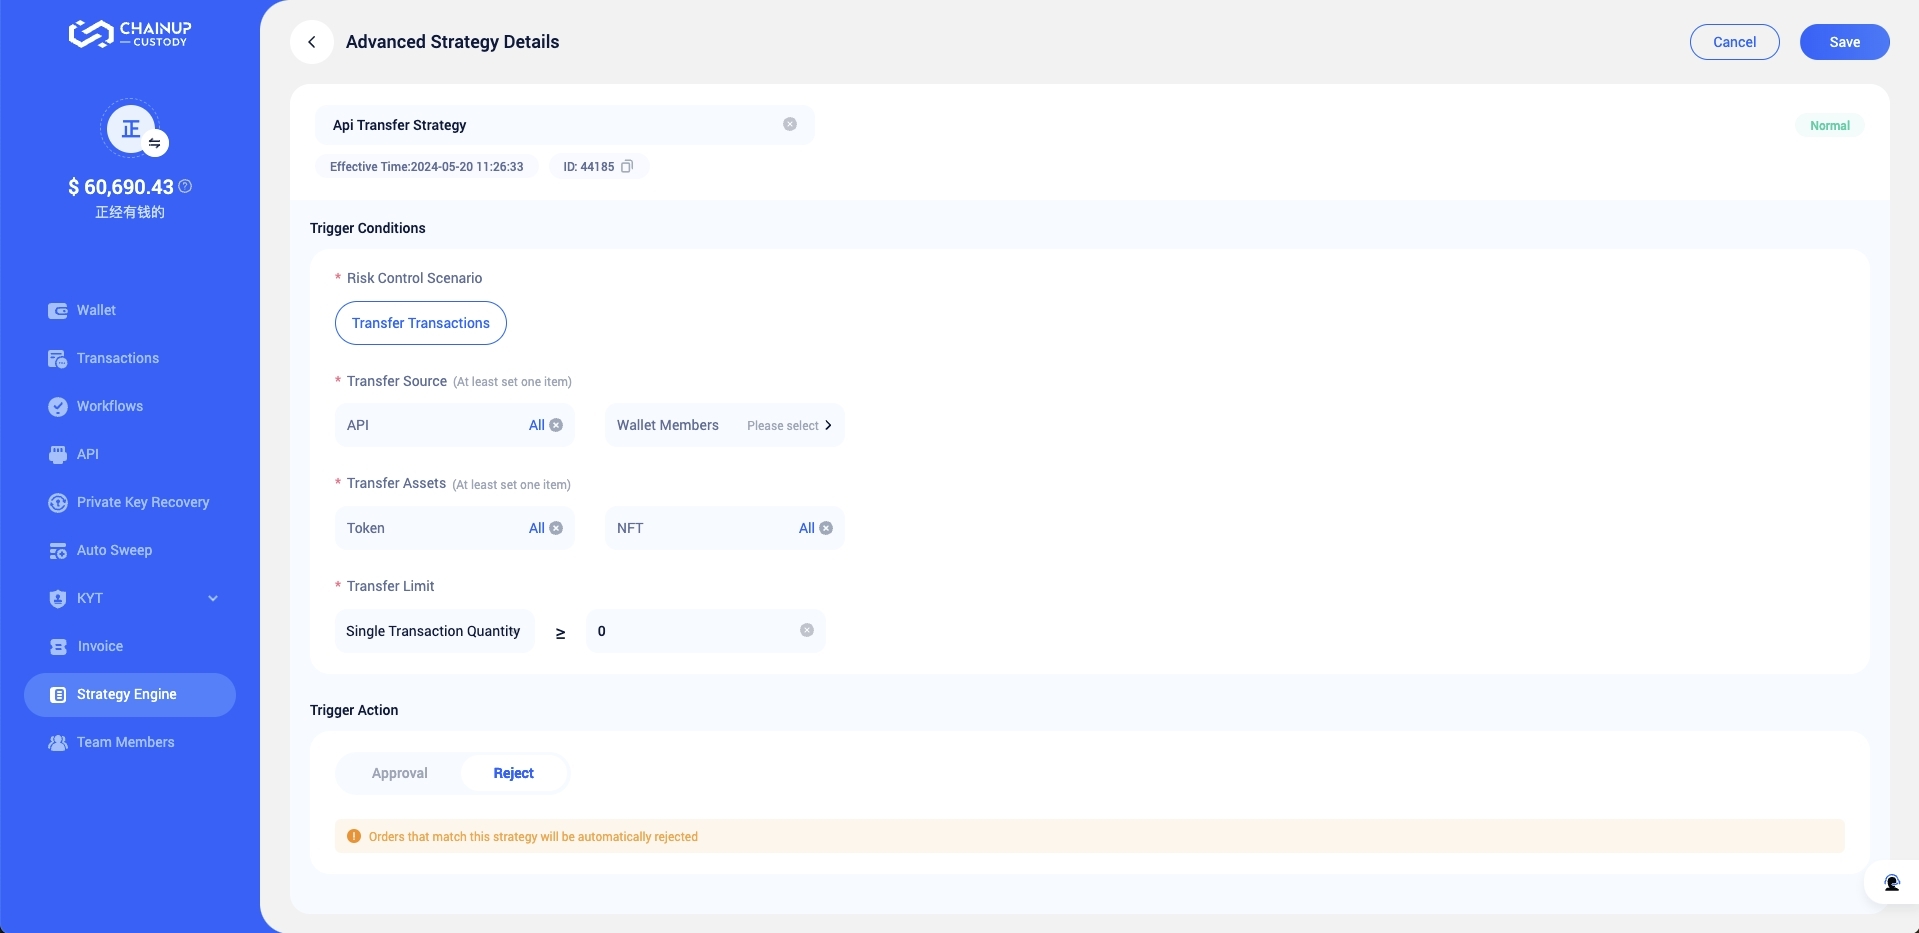 CHAINUP
CUSTODY
正
$ 60,690.43
正经有钱的
Wallet
Transactions
Workflows
API
Private Key Recovery
Auto Sweep
KYT
Invoice
Strategy Engine
Team Members
Advanced Strategy Details
Cancel
Save
Api Transfer Strategy
Normal
Effective Time:2024-05-20 11:26:33 ID: 44185
Trigger Conditions
* Risk Control Scenario
Transfer Transactions
* Transfer Source (At least set one item)
API All Wallet Members Please select
* Transfer Assets (At least set one item)
Token All NFT All
* Transfer Limit
Single Transaction Quantity ≥ 0
Trigger Action
Approval Reject
Orders that match this strategy will be automatically rejected